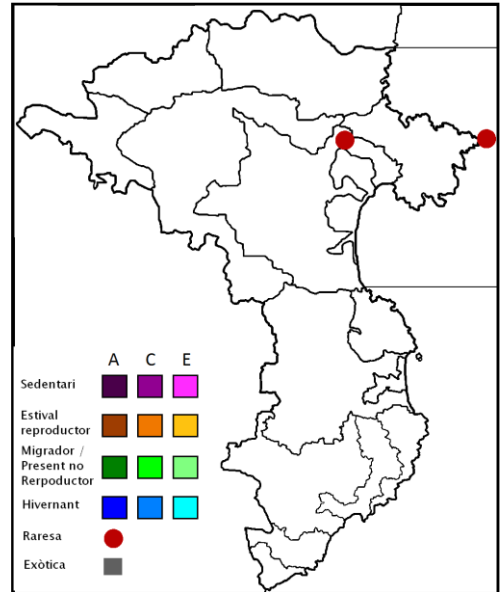 A C E
Sedentari
Estival
reproductor
Migrador /
Present no
Rerpoductor
Hivernant
Raresa
Exòtica